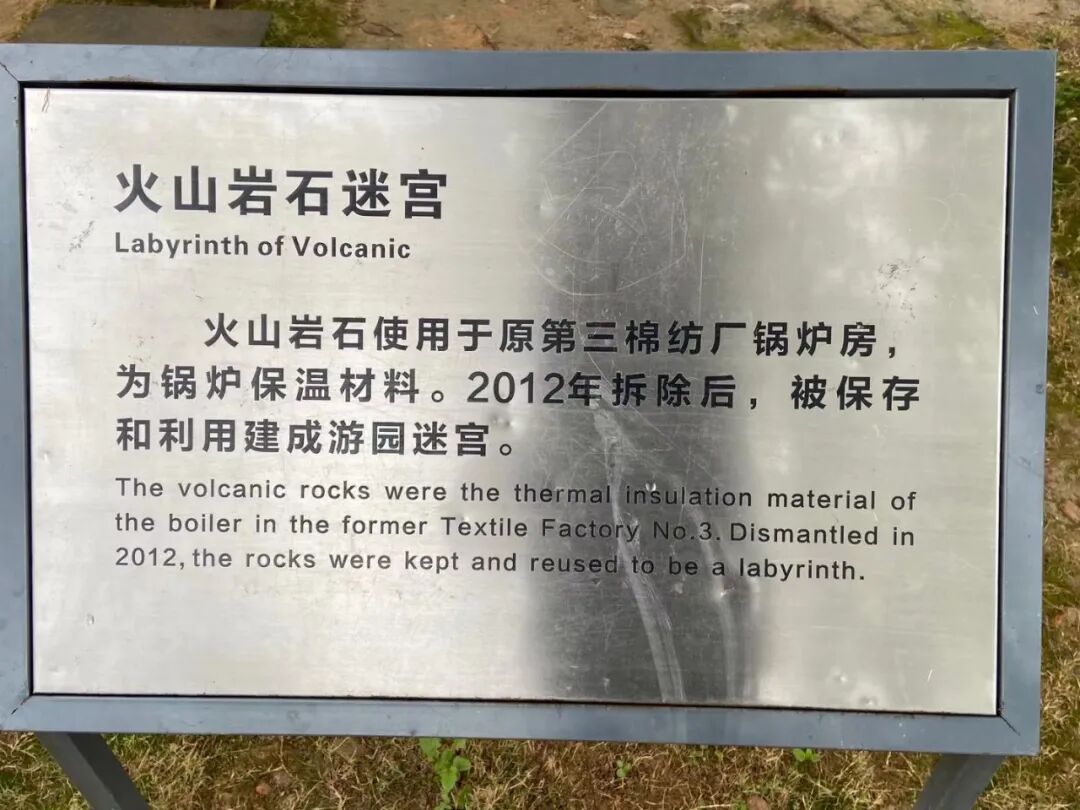 火山岩石迷宫
Labyrinth of Volcanic
火山岩石使用于原第三棉纺厂锅炉房，
为锅炉保温材料。2012年拆除后，被保存
和利用建成游园迷宫。
The volcanic rocks were the thermal insulation material of
the boiler in the former Textile Factory No.3. Dismantled in
2012, the rocks were kept and reused to be a labyrinth.